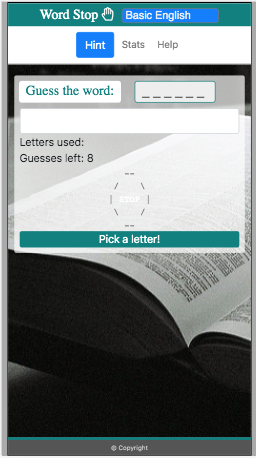 Word Stop Basic English
Hint Stats Help
Guess the word: _ _ _ _ _ _
Letters used:
Guesses left: 8
STOP
Pick a letter!
© Copyright